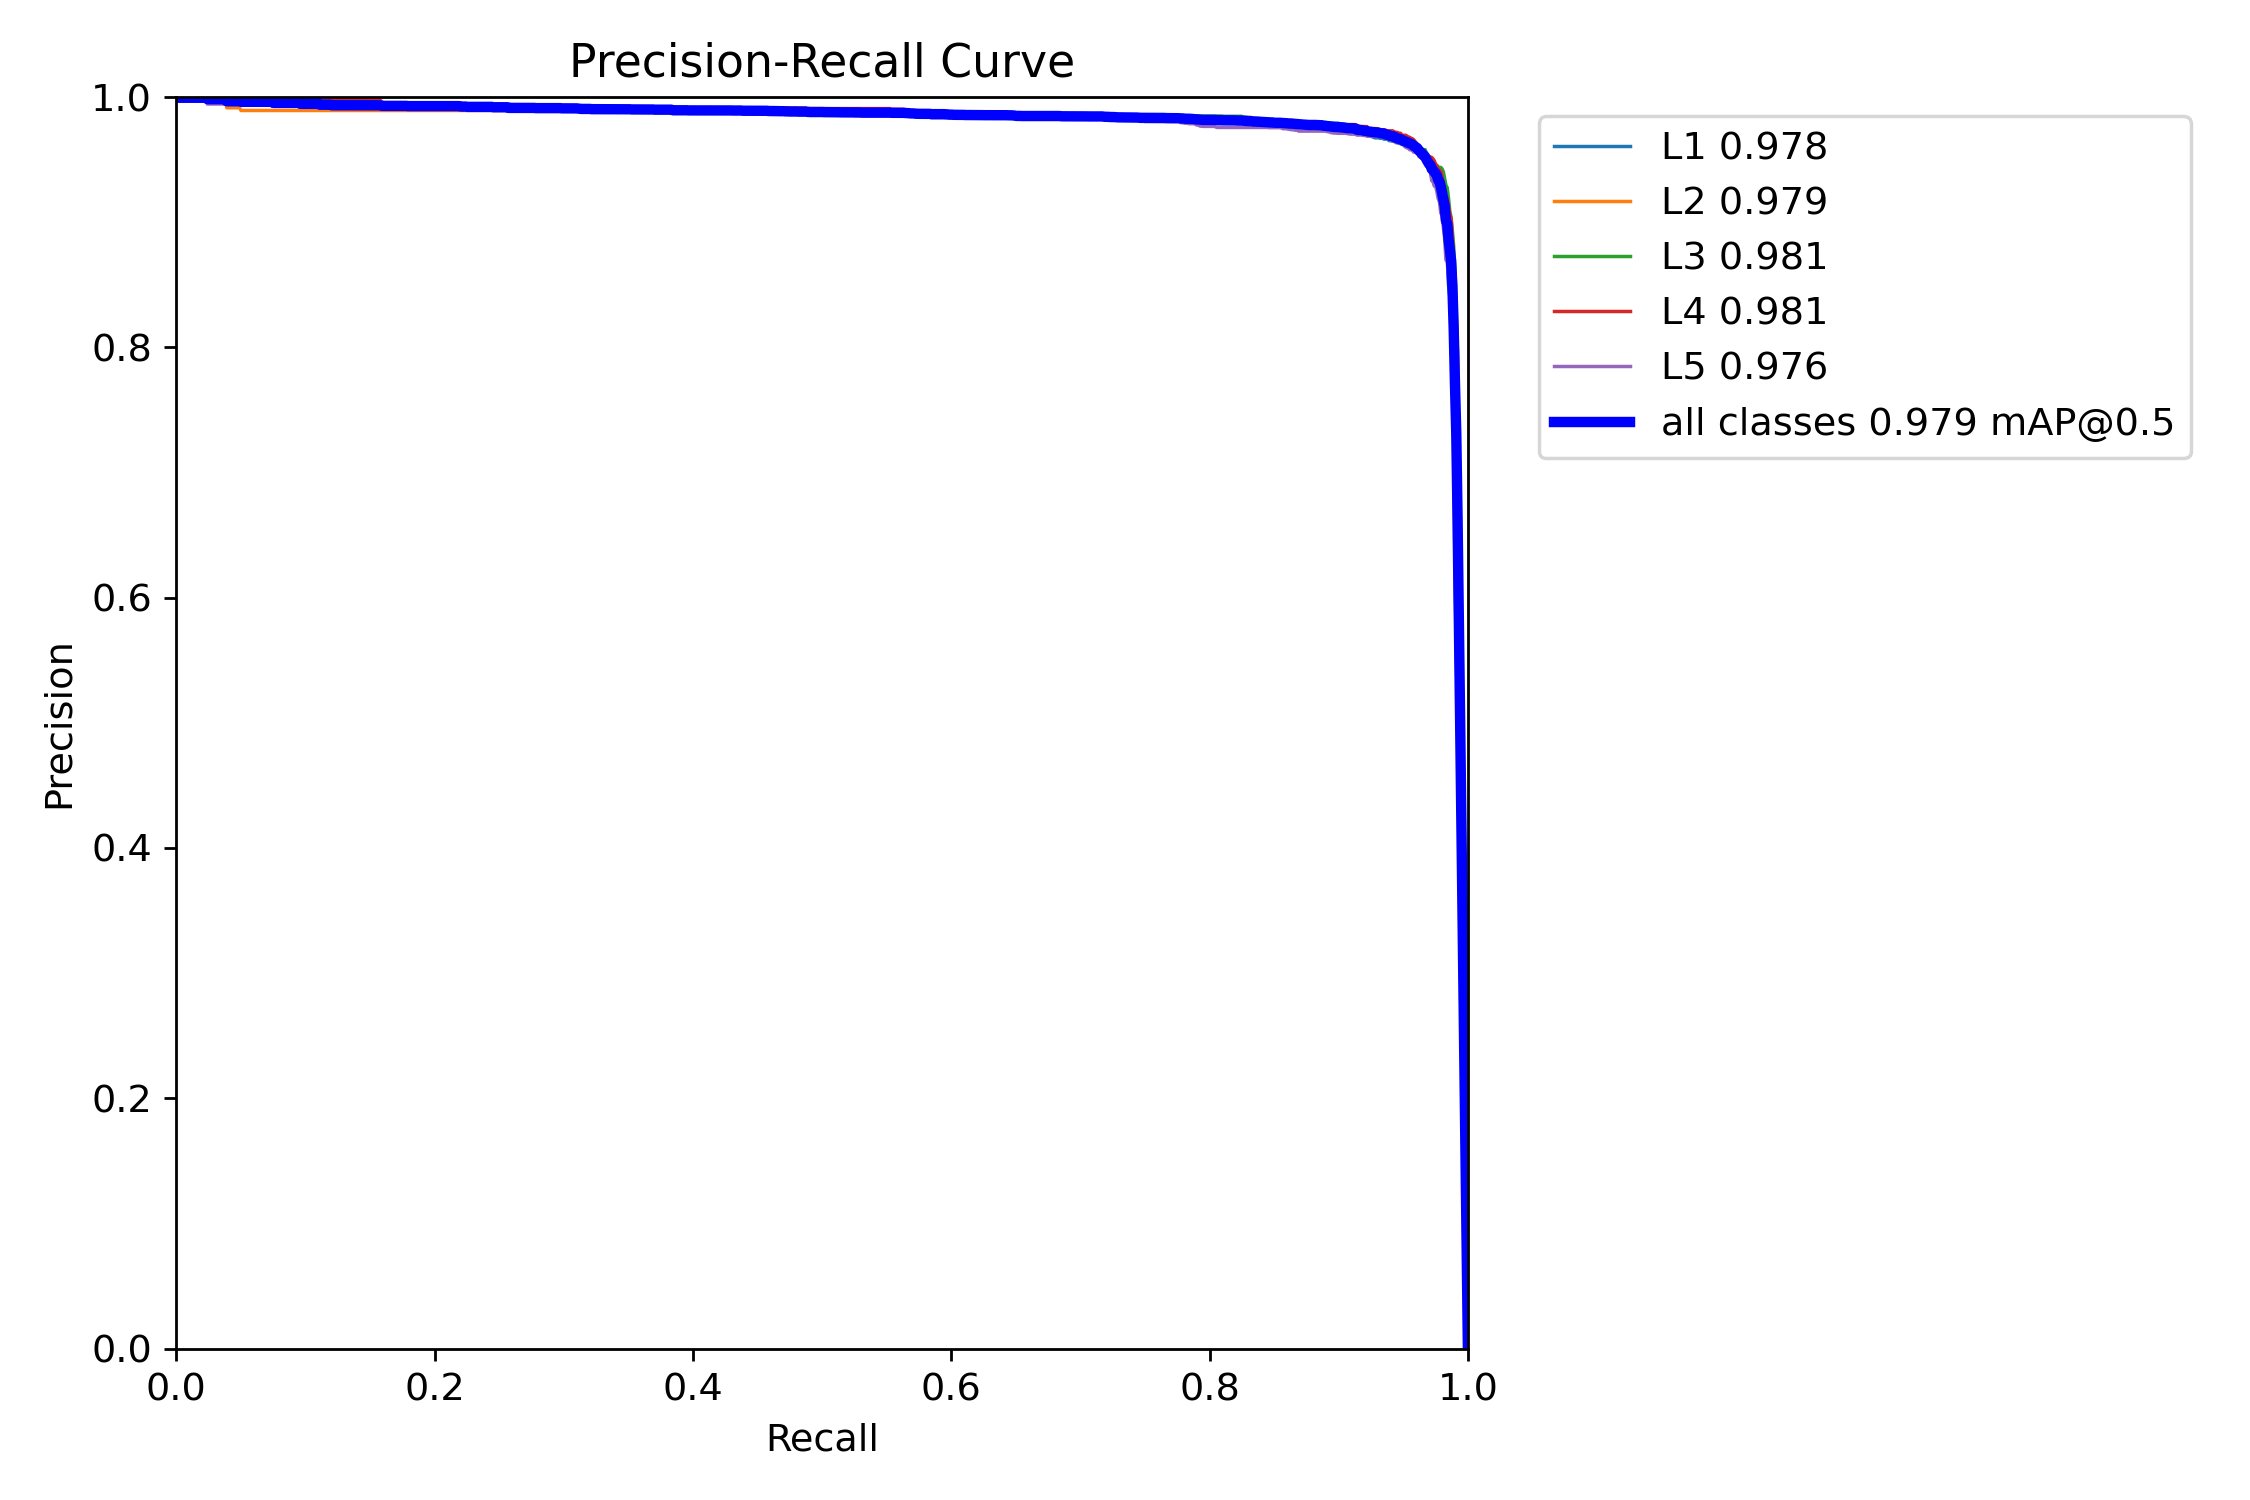 Precision-Recall Curve
1.0
0.8
0.6
0.4
0.2
0.0
Precision
0.0 0.2 0.4 0.6 0.8 1.0
Recall
L1 0.978
L2 0.979
L3 0.981
L4 0.981
L5 0.976
all classes 0.979 mAP@0.5